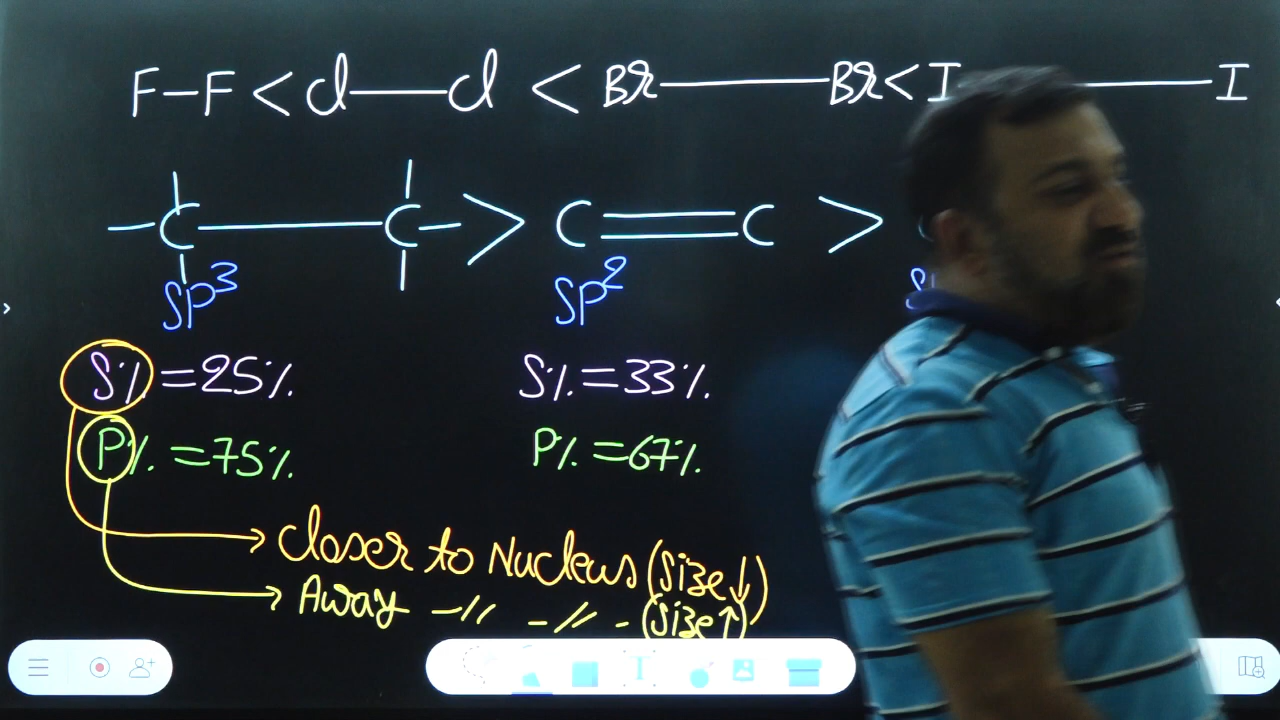 F–F < Cl—Cl < Br—Br < I—I
–C—C– > C=C >
sp³ sp²
S% = 25% S% = 33%
P% = 75% P% = 67%
Closer to Nucleus (Size↓)
Away –〃 –〃– (Size↑)